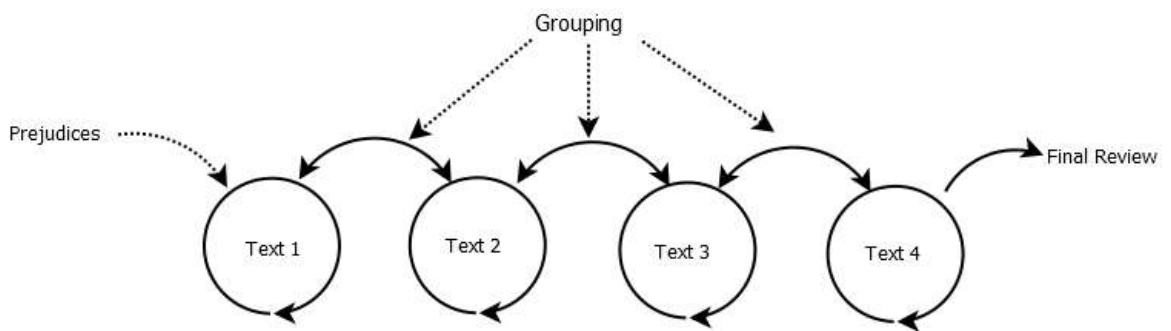 Grouping
Prejudices
Final Review
Text 1
Text 2
Text 3
Text 4